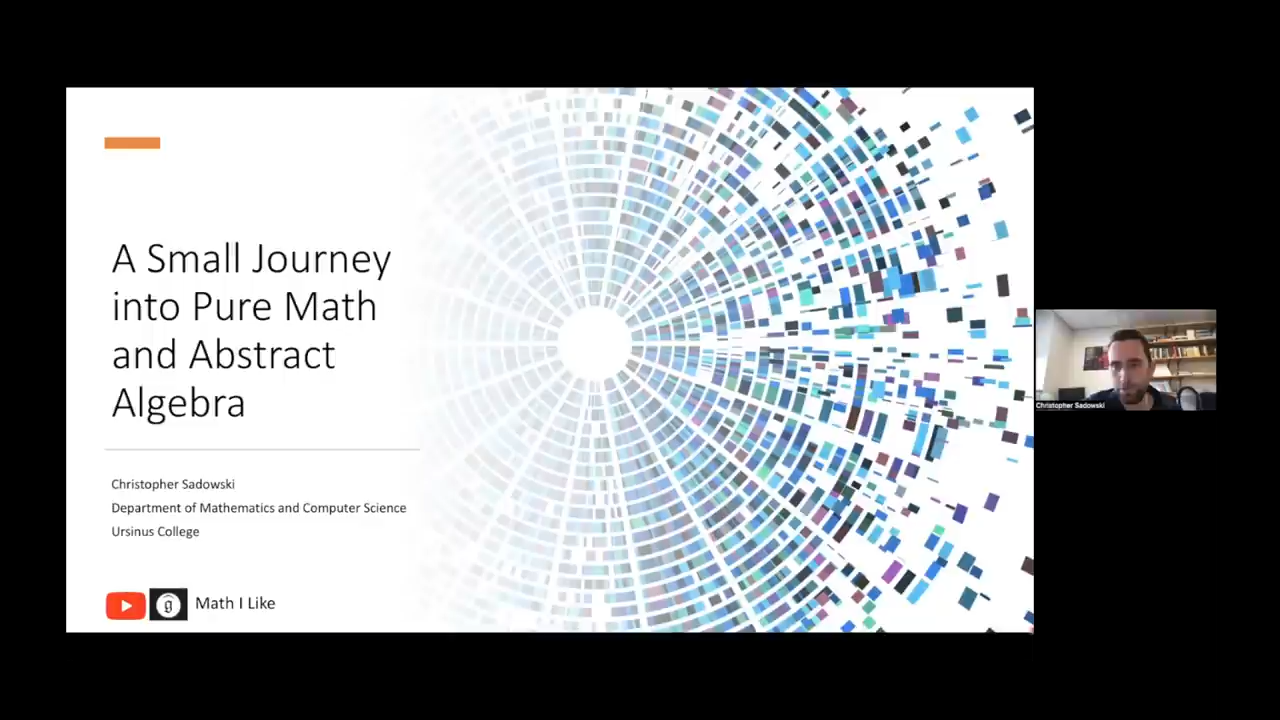 A Small Journey
into Pure Math
and Abstract
Algebra
Christopher Sadowski
Department of Mathematics and Computer Science
Ursinus College
Math I Like
Christopher Sadowski